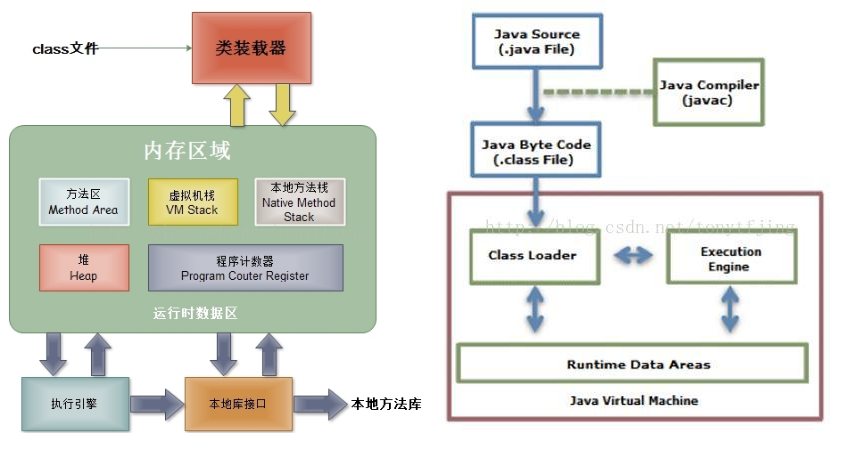 class文件
类装载器
内存区域
方法区
Method Area
虚拟机栈
VM Stack
本地方法栈
Native Method
Stack
堆
Heap
程序计数器
Program Couter Register
运行时数据区
执行引擎
本地库接口
本地方法库
Java Source
(.java File)
Java Compiler
(javac)
Java Byte Code
(.class File)
http://blog.csdn.net/tonytfjing
Class Loader
Execution
Engine
Runtime Data Areas
Java Virtual Machine